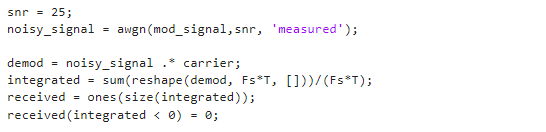 snr = 25;
noisy_signal = awgn(mod_signal,snr, 'measured');
demod = noisy_signal .* carrier;
integrated = sum(reshape(demod, Fs*T, []))/(Fs*T);
received = ones(size(integrated));
received(integrated < 0) = 0;